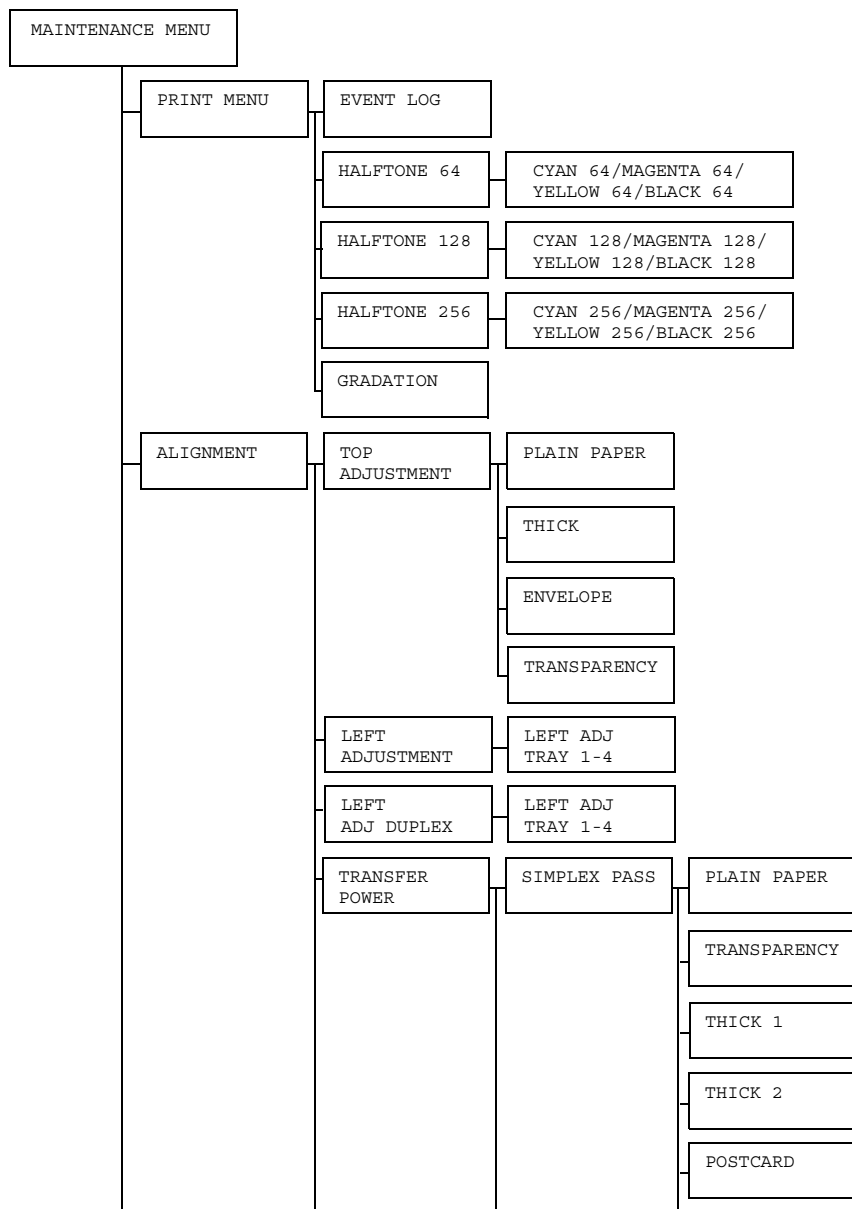 MAINTENANCE MENU
PRINT MENU
EVENT LOG
HALFTONE 64
CYAN 64/MAGENTA 64/
YELLOW 64/BLACK 64
HALFTONE 128
CYAN 128/MAGENTA 128/
YELLOW 128/BLACK 128
HALFTONE 256
CYAN 256/MAGENTA 256/
YELLOW 256/BLACK 256
GRADATION
ALIGNMENT
TOP
ADJUSTMENT
PLAIN PAPER
THICK
ENVELOPE
TRANSPARENCY
LEFT
ADJUSTMENT
LEFT ADJ
TRAY 1-4
LEFT
ADJ DUPLEX
LEFT ADJ
TRAY 1-4
TRANSFER
POWER
SIMPLEX PASS
PLAIN PAPER
TRANSPARENCY
THICK 1
THICK 2
POSTCARD